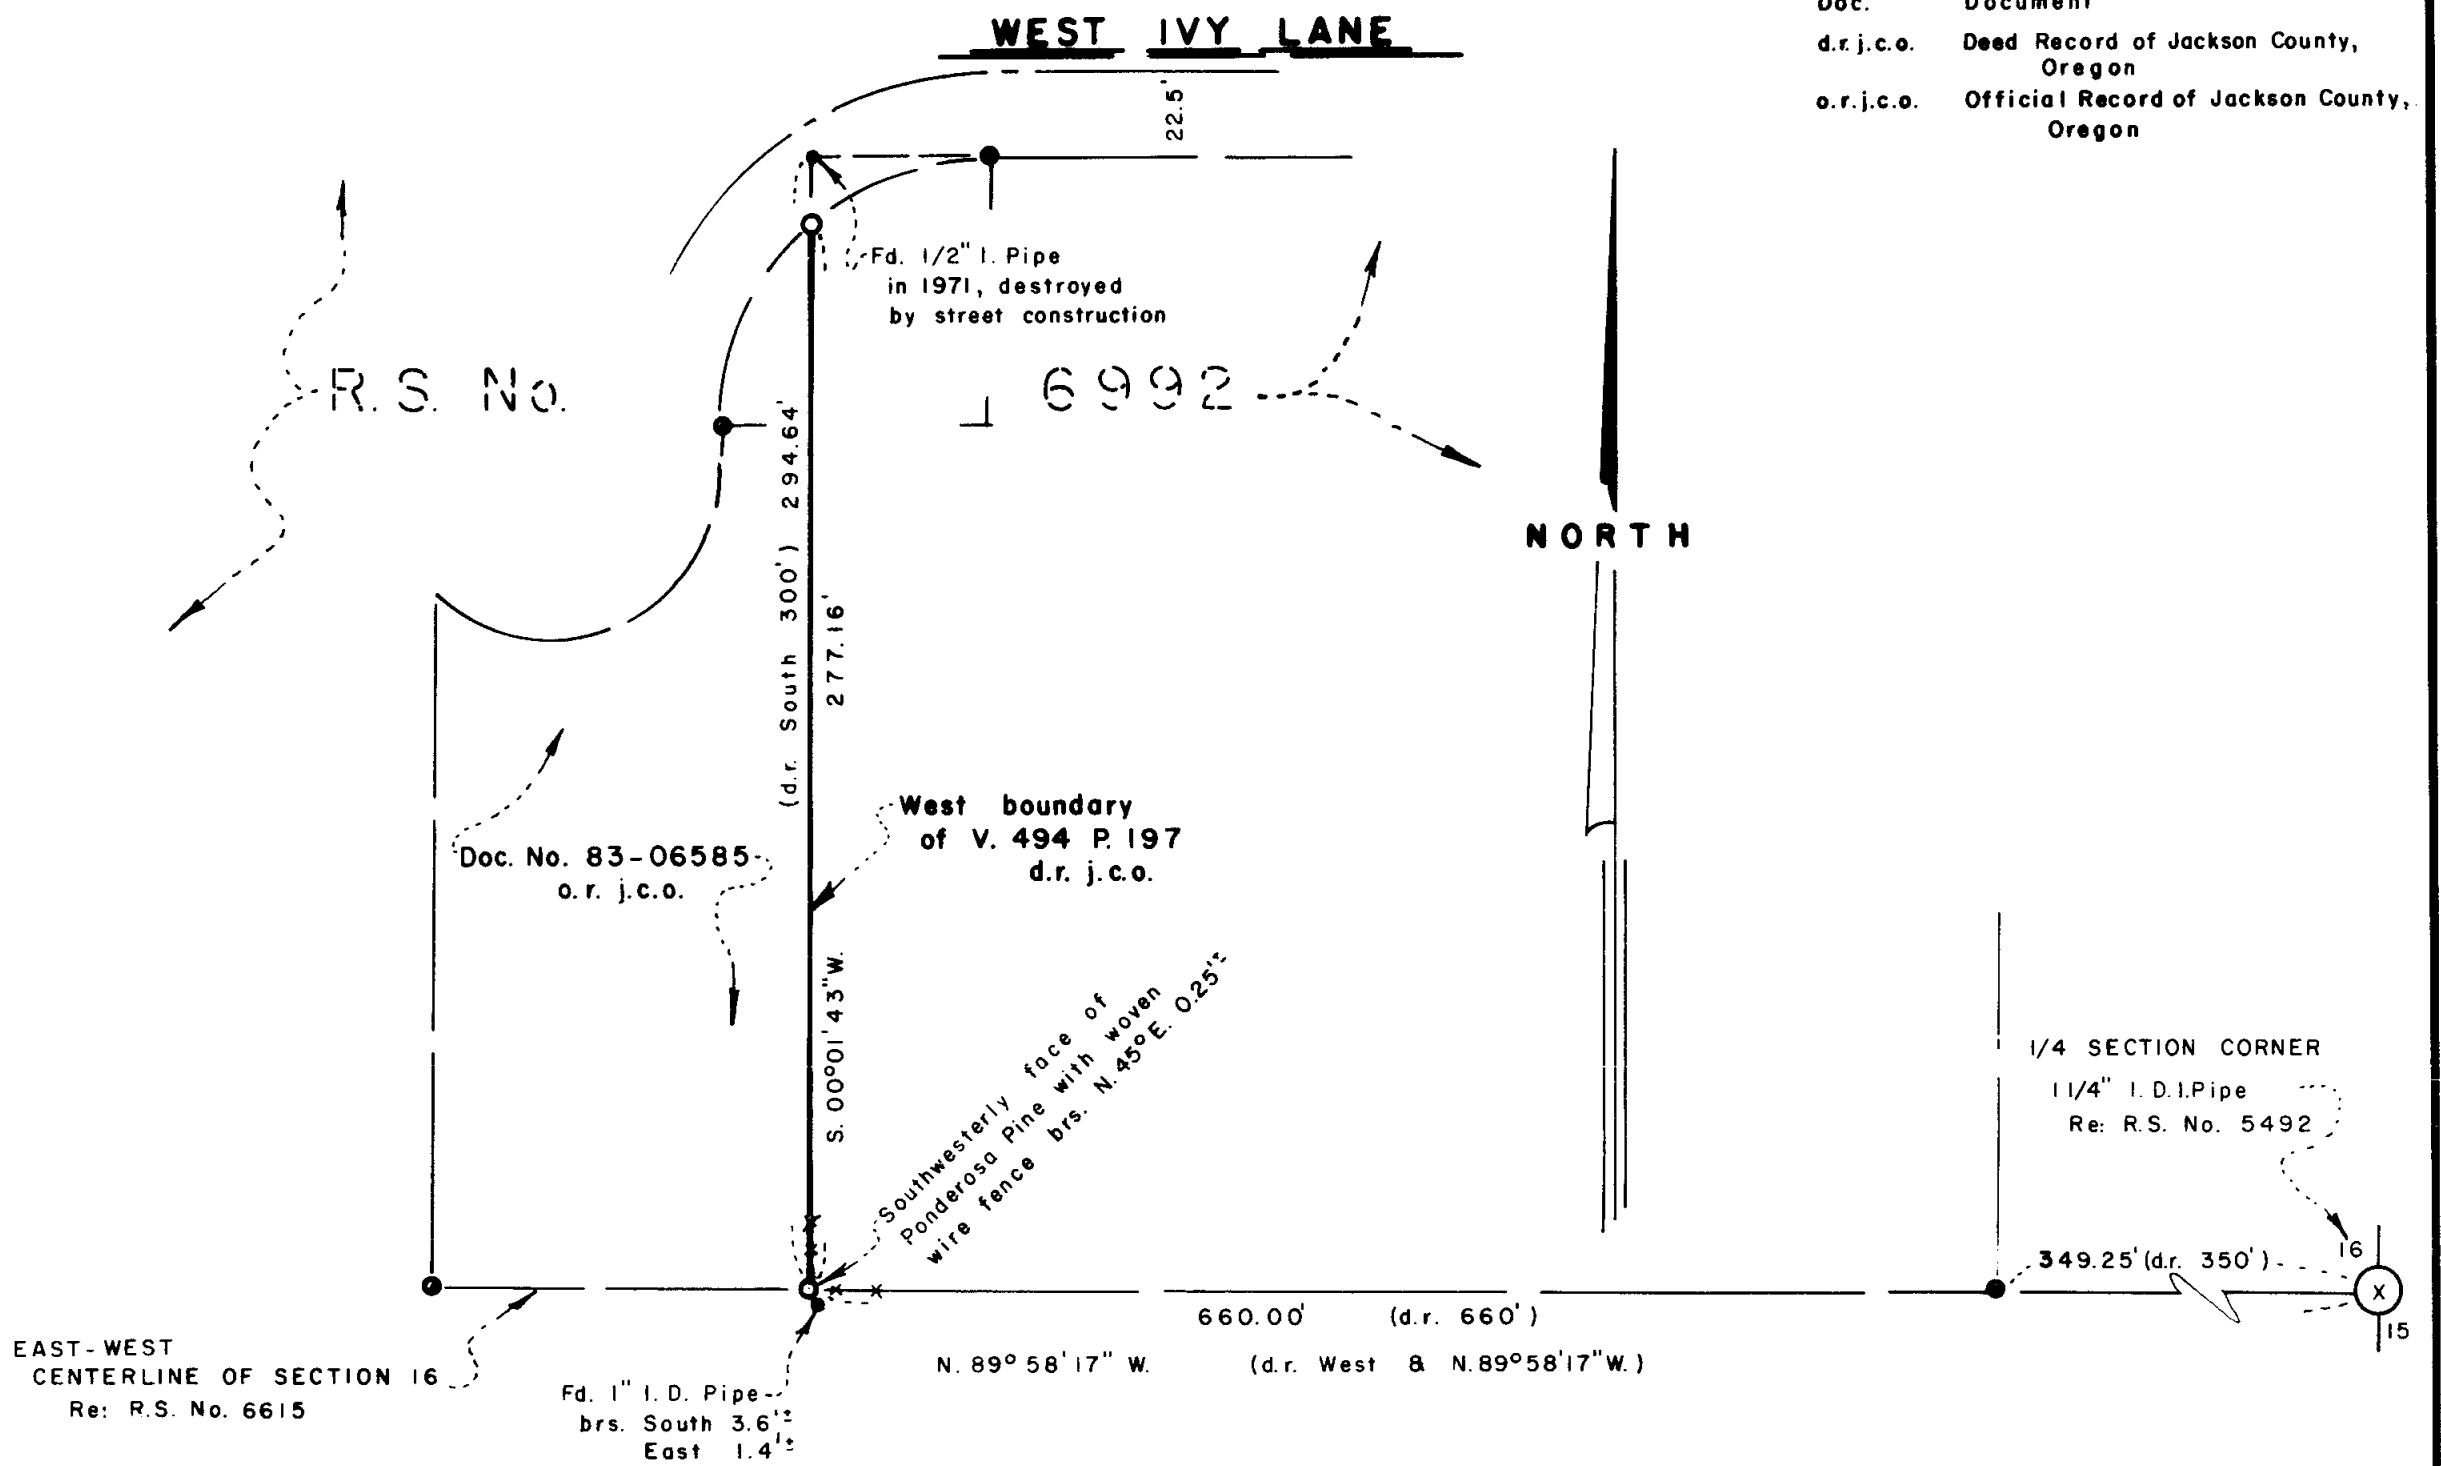 WEST IVY LANE
Doc. Document
d.r. j.c.o. Deed Record of Jackson County,
Oregon
o.r.j.c.o. Official Record of Jackson County,
Oregon
22.5'
Fd. 1/2" I. Pipe
in 1971, destroyed
by street construction
R.S. No. 6992
(d.r. South 300') 294.64'
277.16'
S. 00°01'43"W.
NORTH
West boundary
of V. 494 P. 197
d.r. j.c.o.
Doc. No. 83-06585
o.r. j.c.o.
Southwesterly face of
Ponderosa Pine with woven
wire fence brs. N. 45° E. 0.25'±
1/4 SECTION CORNER
1 1/4" I. D. I. Pipe
Re: R.S. No. 5492
349.25' (d.r. 350')
16
15
x
660.00' (d.r. 660')
N. 89° 58' 17" W. (d.r. West & N. 89° 58' 17" W.)
EAST-WEST
CENTERLINE OF SECTION 16
Re: R.S. No. 6615
Fd. 1" I.D. Pipe
brs. South 3.6'±
East 1.4'±